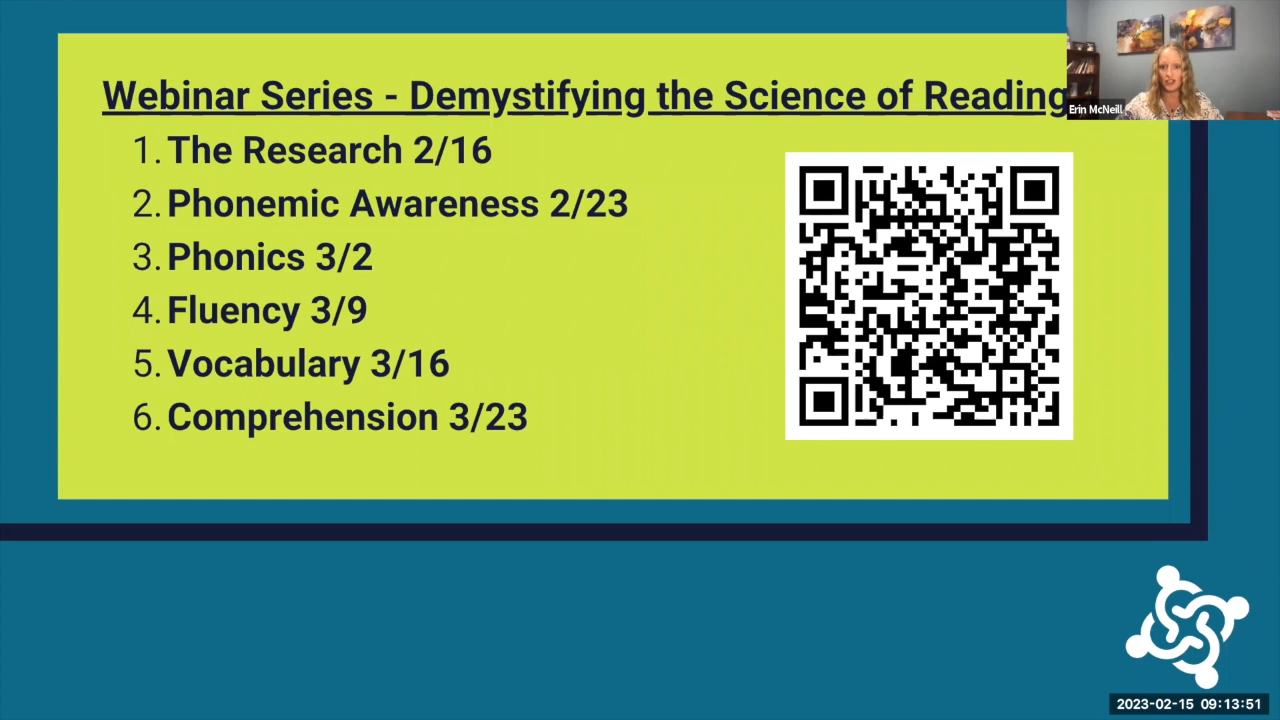 Webinar Series - Demystifying the Science of Reading
1. The Research 2/16
2. Phonemic Awareness 2/23
3. Phonics 3/2
4. Fluency 3/9
5. Vocabulary 3/16
6. Comprehension 3/23
Erin McNeill
2023-02-15 09:13:51